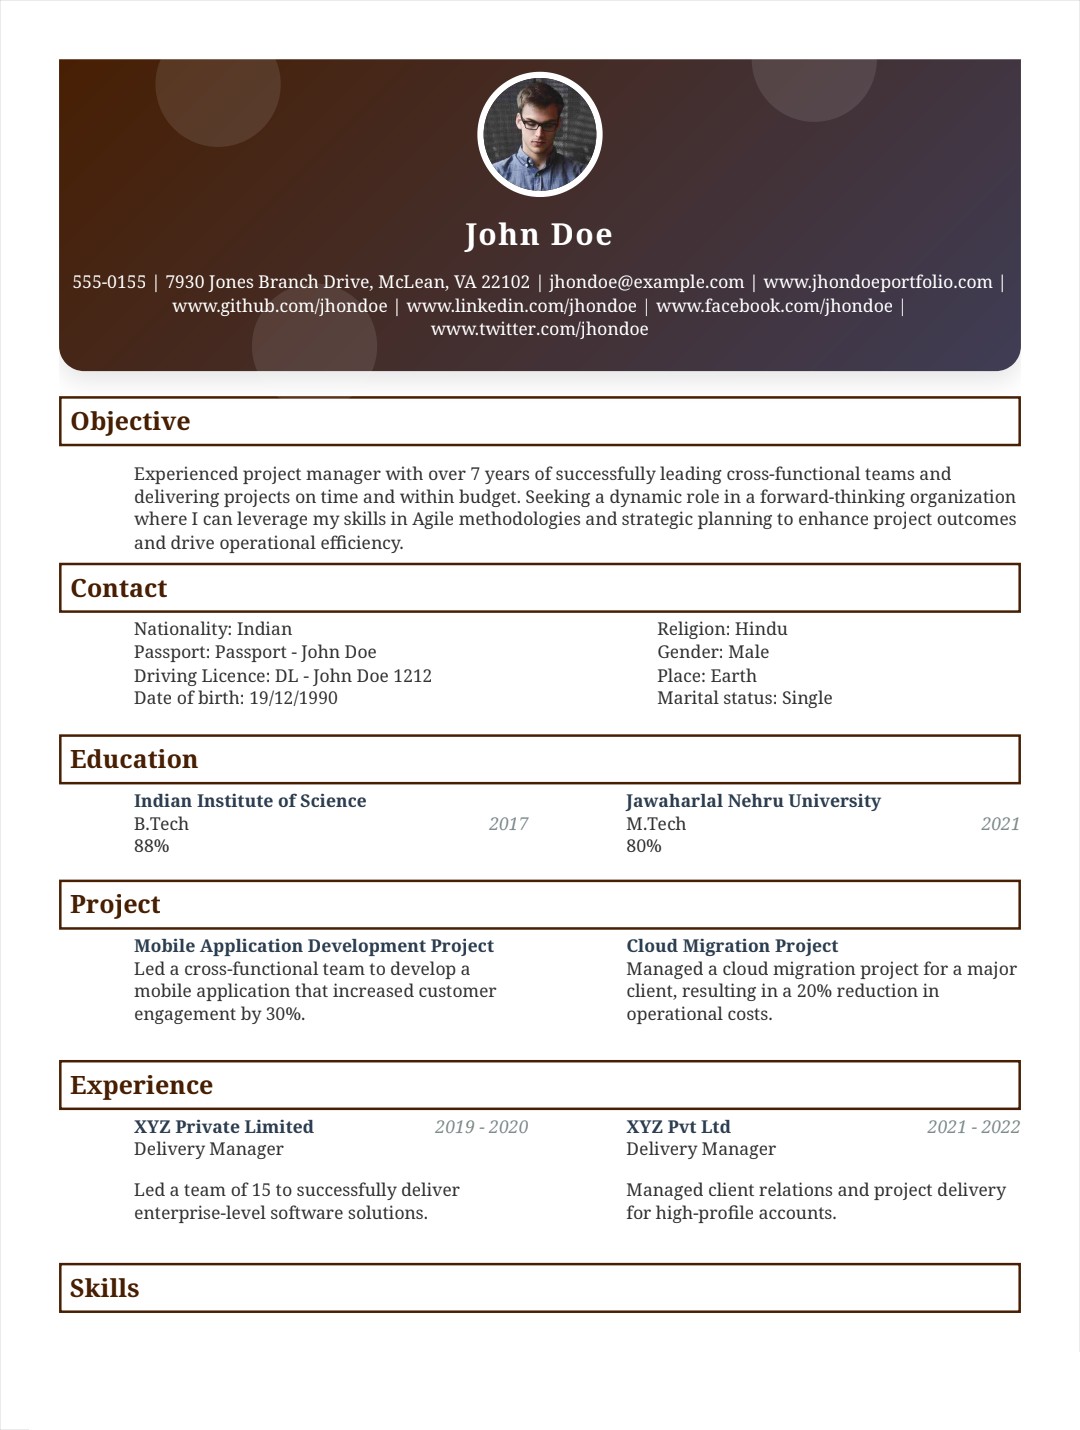 John Doe
555-0155 | 7930 Jones Branch Drive, McLean, VA 22102 | jhondoe@example.com | www.jhondoeportfolio.com |
www.github.com/jhondoe | www.linkedin.com/jhondoe | www.facebook.com/jhondoe |
www.twitter.com/jhondoe
Objective
Experienced project manager with over 7 years of successfully leading cross-functional teams and
delivering projects on time and within budget. Seeking a dynamic role in a forward-thinking organization
where I can leverage my skills in Agile methodologies and strategic planning to enhance project outcomes
and drive operational efficiency.
Contact
Nationality: Indian
Passport: Passport - John Doe
Driving Licence: DL - John Doe 1212
Date of birth: 19/12/1990
Religion: Hindu
Gender: Male
Place: Earth
Marital status: Single
Education
Indian Institute of Science
B.Tech 2017
88%
Jawaharlal Nehru University
M.Tech 2021
80%
Project
Mobile Application Development Project
Led a cross-functional team to develop a
mobile application that increased customer
engagement by 30%.
Cloud Migration Project
Managed a cloud migration project for a major
client, resulting in a 20% reduction in
operational costs.
Experience
XYZ Private Limited 2019 - 2020
Delivery Manager
Led a team of 15 to successfully deliver
enterprise-level software solutions.
XYZ Pvt Ltd 2021 - 2022
Delivery Manager
Managed client relations and project delivery
for high-profile accounts.
Skills